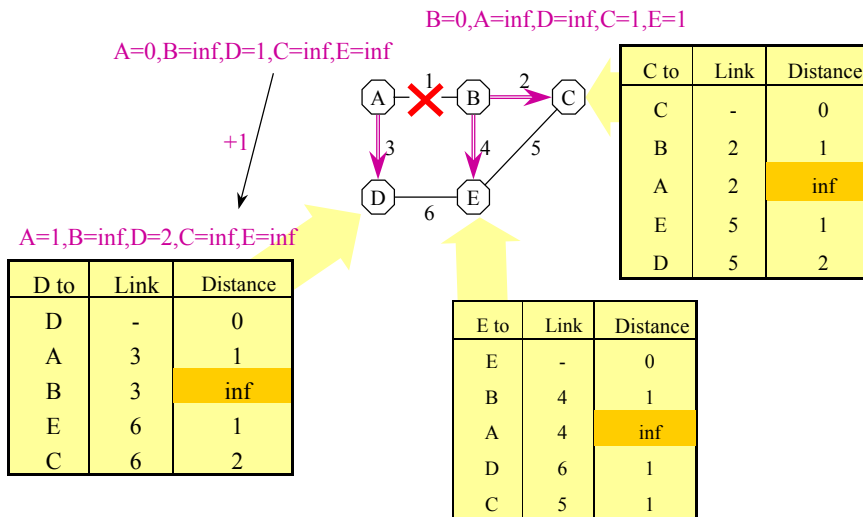 B=0,A=inf,D=inf,C=1,E=1
A=0,B=inf,D=1,C=inf,E=inf
+1
A=1,B=inf,D=2,C=inf,E=inf
A 1 B 2 C
3 4 5
D 6 E
C to Link Distance
C - 0
B 2 1
A 2 inf
E 5 1
D 5 2
D to Link Distance
D - 0
A 3 1
B 3 inf
E 6 1
C 6 2
E to Link Distance
E - 0
B 4 1
A 4 inf
D 6 1
C 5 1